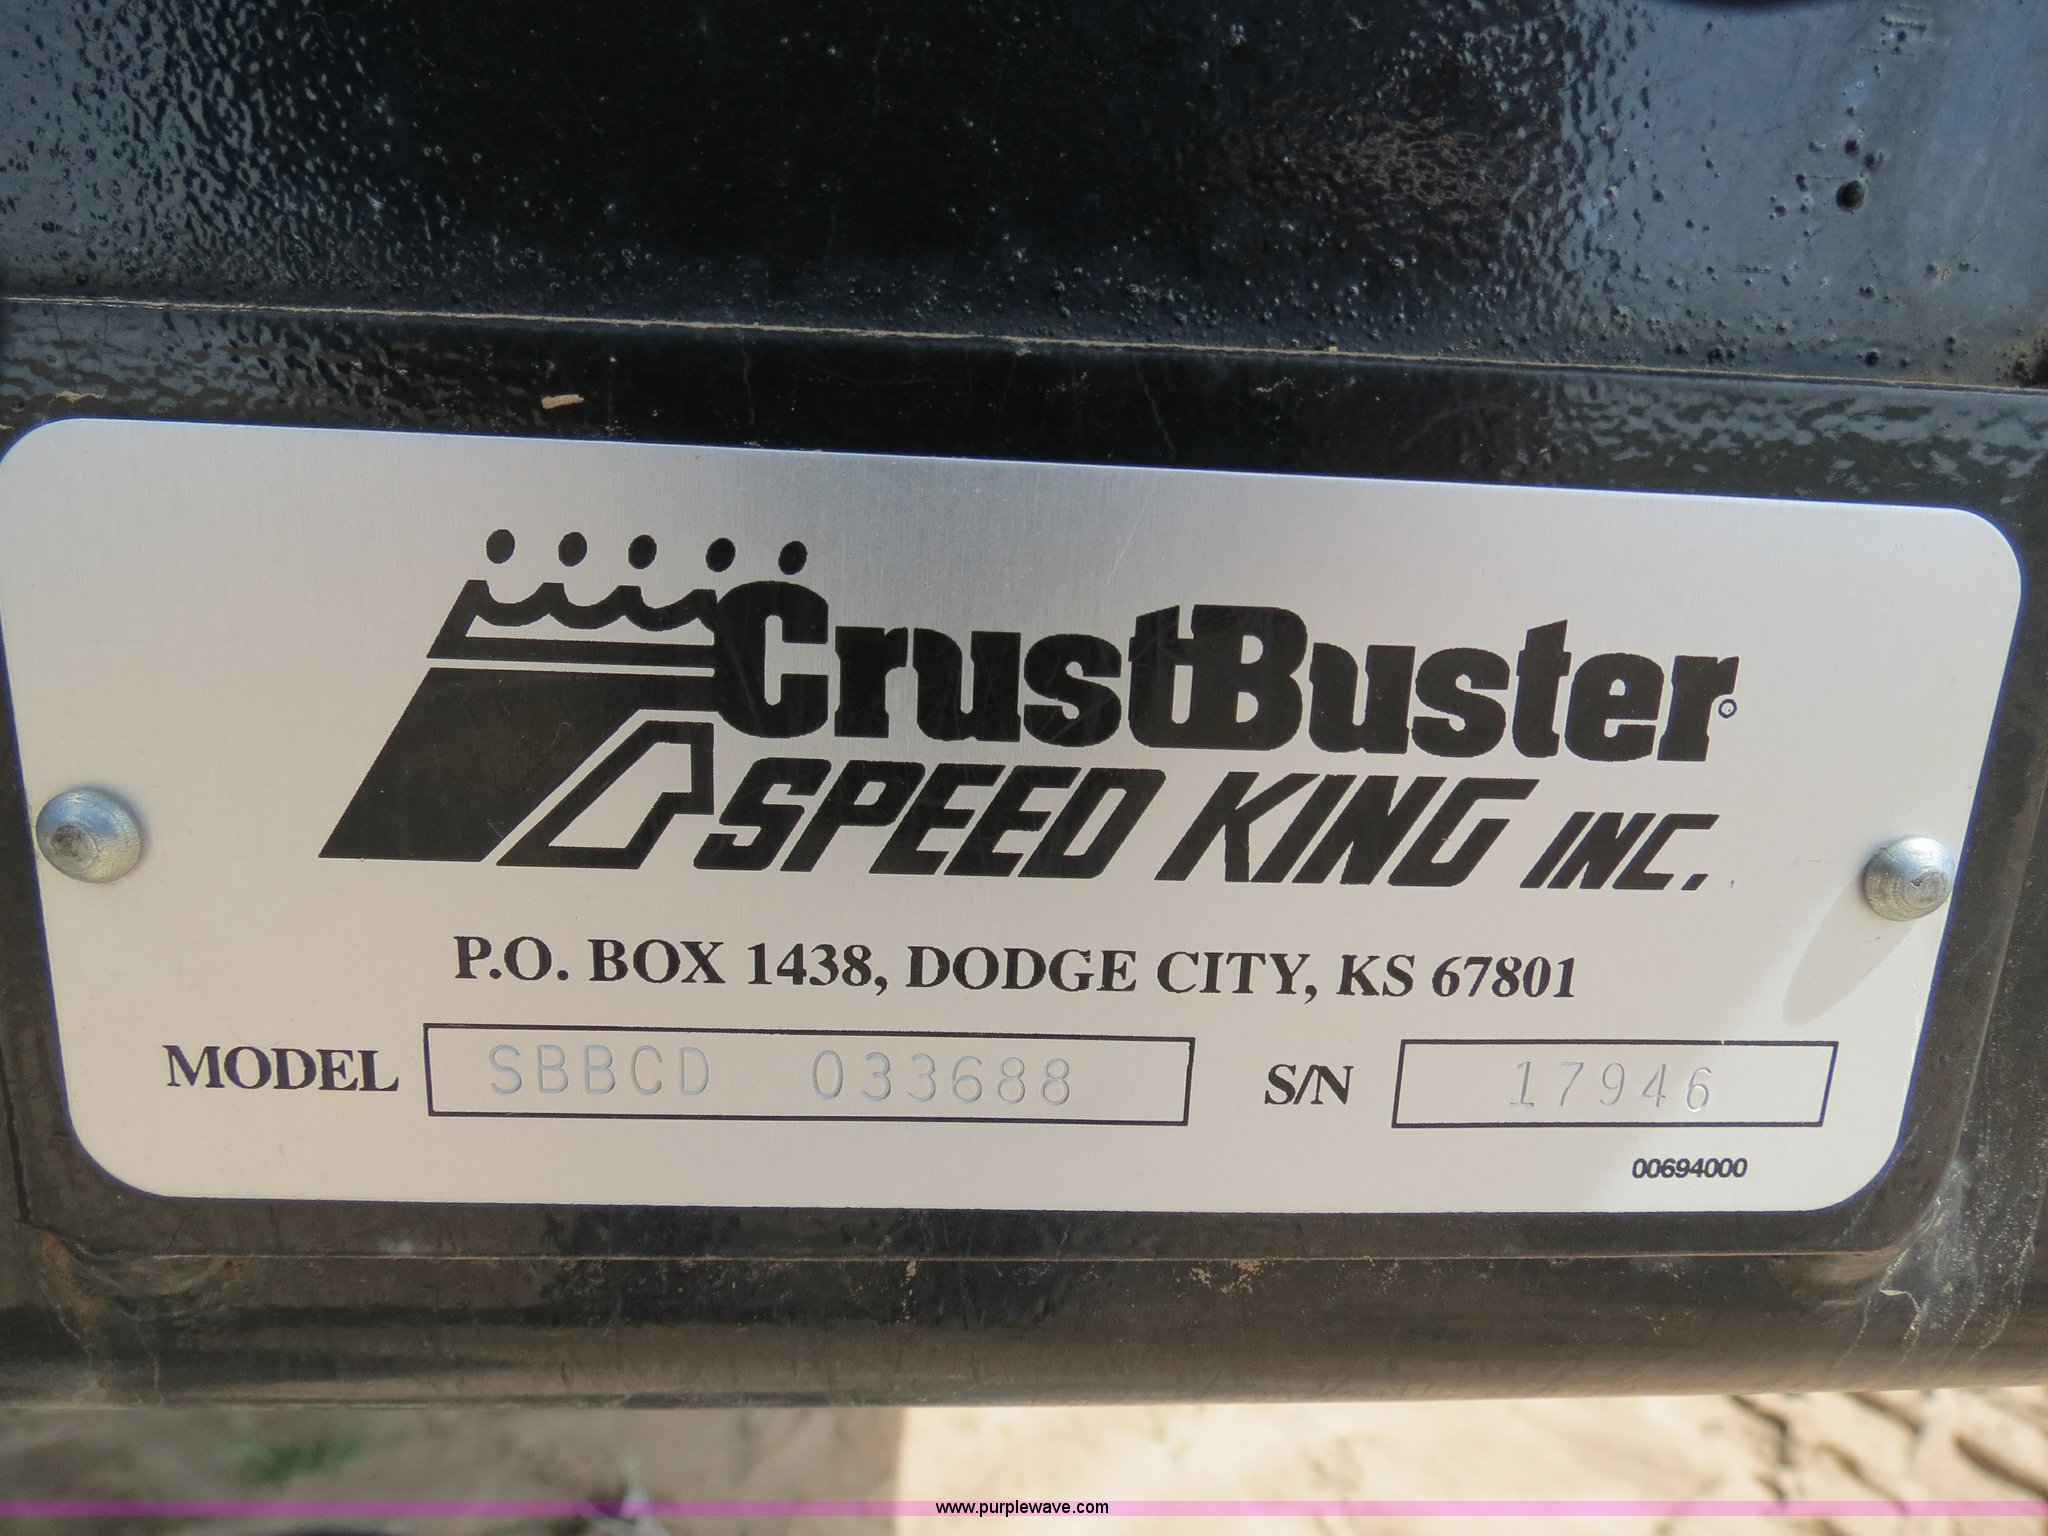 CrustBuster®
SPEED KING INC.
P.O. BOX 1438, DODGE CITY, KS 67801
MODEL SBBCD 033688 S/N 17946
00694000
www.purplewave.com